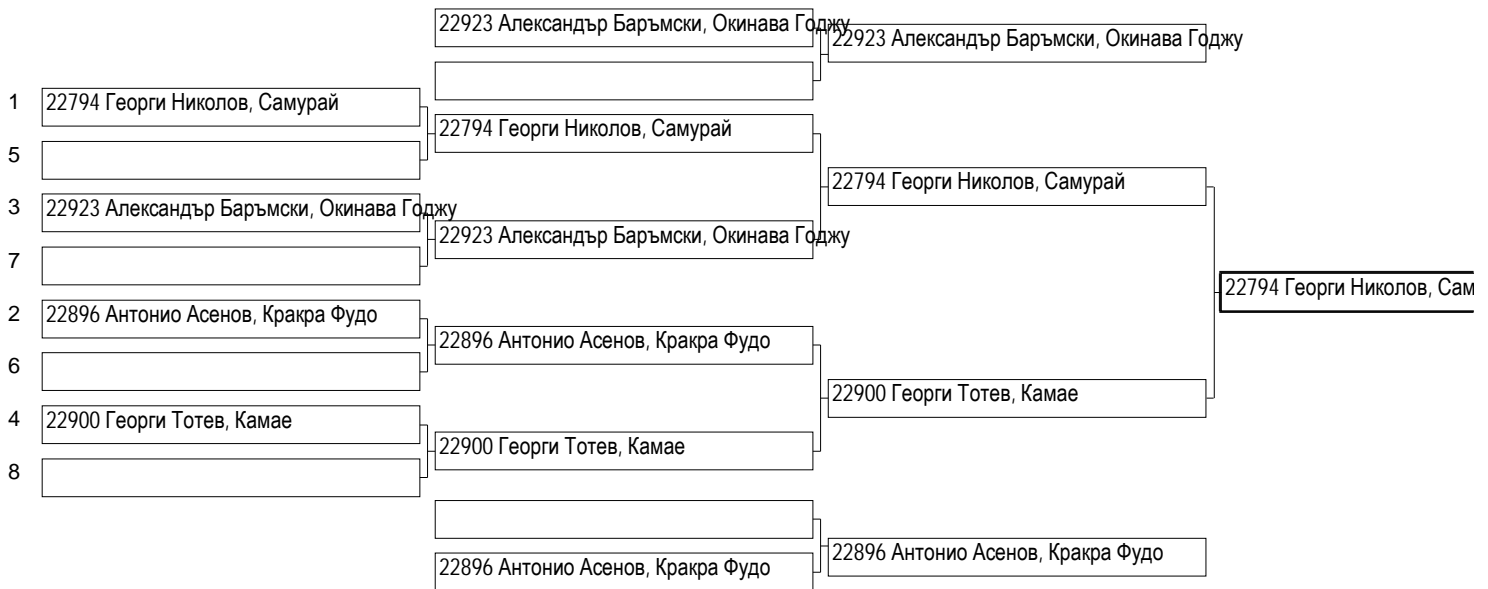 22923 Александър Баръмски, Окинава Годжу
22923 Александър Баръмски, Окинава Годжу
1 22794 Георги Николов, Самурай
22794 Георги Николов, Самурай
5
22794 Георги Николов, Самурай
3 22923 Александър Баръмски, Окинава Годжу
22923 Александър Баръмски, Окинава Годжу
7
22794 Георги Николов, Сам
2 22896 Антонио Асенов, Кракра Фудо
22896 Антонио Асенов, Кракра Фудо
6
22900 Георги Тотев, Камае
4 22900 Георги Тотев, Камае
22900 Георги Тотев, Камае
8
22896 Антонио Асенов, Кракра Фудо
22896 Антонио Асенов, Кракра Фудо